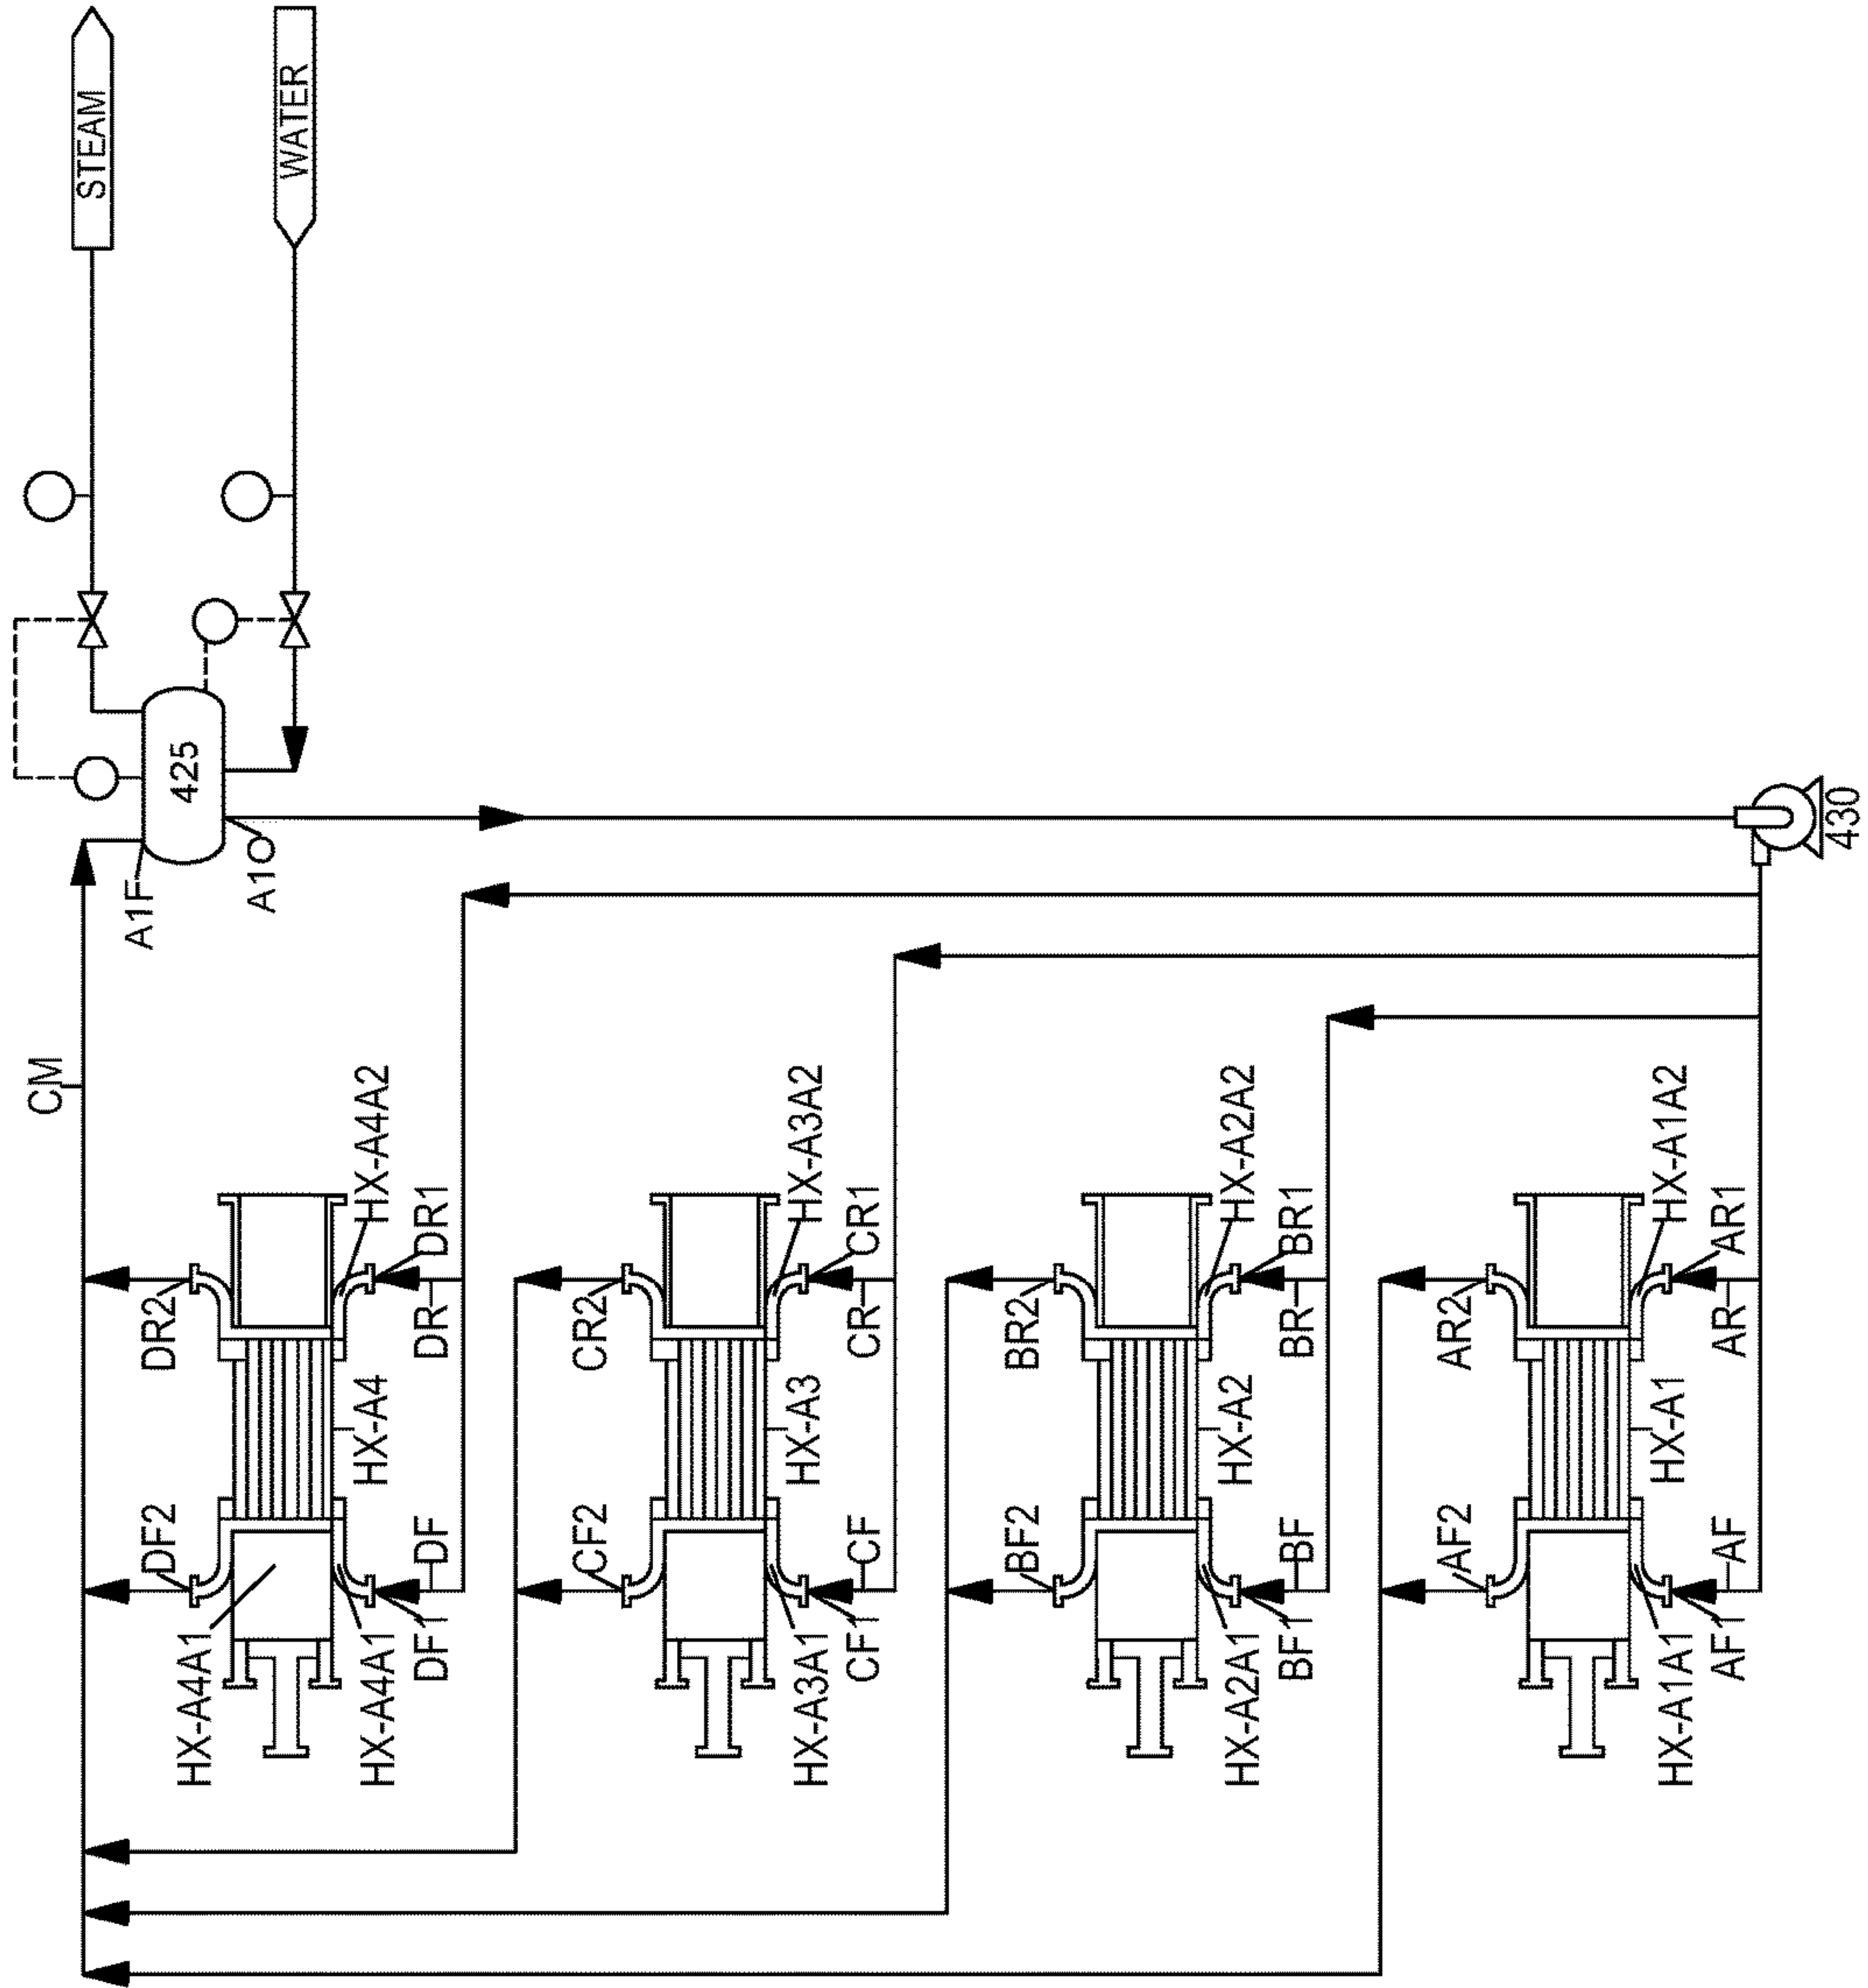 STEAM
WATER
425
A1F
A1O
CM
430
DF2
DR2
HX-A4A1
HX-A4
HX-A4A2
HX-A4A1
DF1
DF
DR
DR1
CF2
CR2
HX-A3A1
HX-A3
HX-A3A2
CF1
CF
CR
CR1
BF2
BR2
HX-A2A1
HX-A2
HX-A2A2
BF1
BF
BR
BR1
AF2
AR2
HX-A1A1
HX-A1
HX-A1A2
AF1
AF
AR
AR1